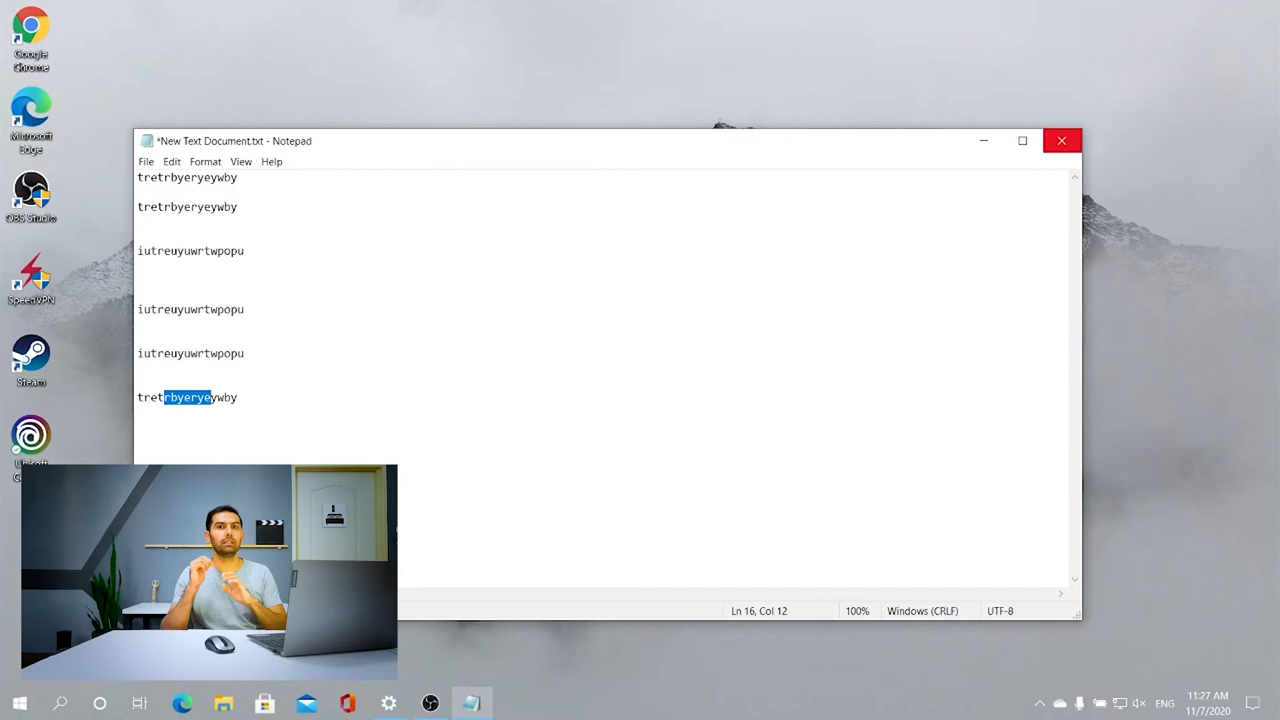 Google
Chrome
Microsoft
Edge
OBS Studio
SpeedVPN
Steam
Ubisoft
*New Text Document.txt - Notepad
File Edit Format View Help
tretrbyeryeywby
tretrbyeryeywby
iutreuyuwrtwpopu
iutreuyuwrtwpopu
iutreuyuwrtwpopu
tretrbyeryeywby
Ln 16, Col 12 100% Windows (CRLF) UTF-8
ENG
11:27 AM
11/7/2020